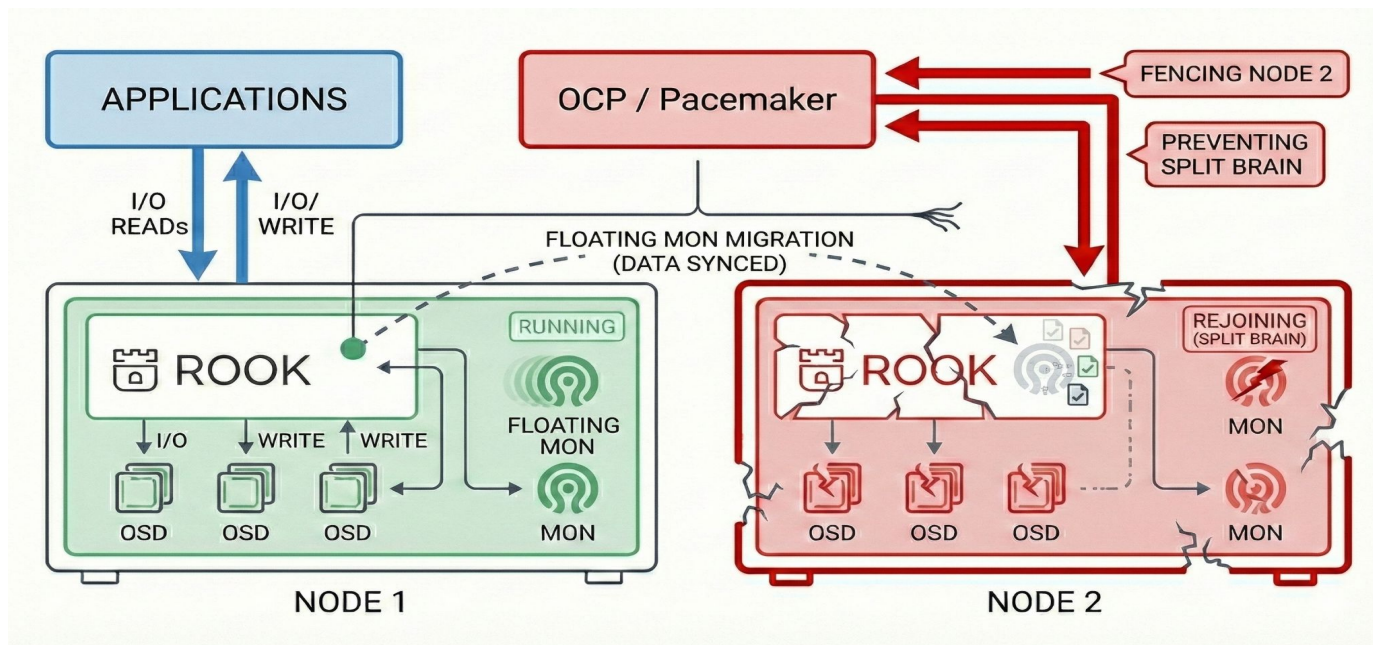 APPLICATIONS
OCP / Pacemaker
FENCING NODE 2
PREVENTING
SPLIT BRAIN
I/O
READs
I/O/
WRITE
FLOATING MON MIGRATION
(DATA SYNCED)
ROOK
RUNNING
FLOATING
MON
I/O
WRITE
WRITE
OSD
OSD
OSD
MON
NODE 1
ROOK
REJOINING
(SPLIT BRAIN)
MON
OSD
OSD
OSD
MON
NODE 2